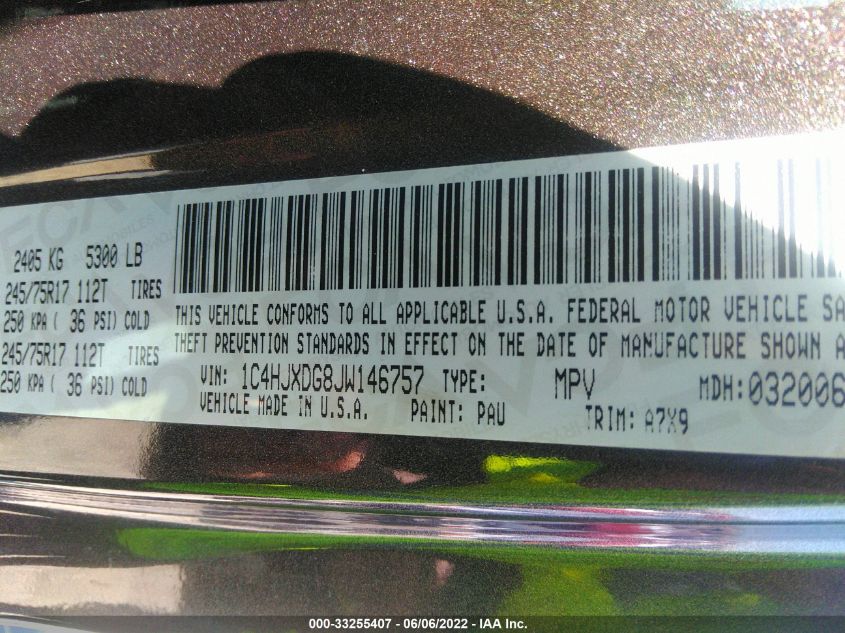 2405 KG 5300 LB
245/75R17 112T TIRES
250 KPA ( 36 PSI) COLD
245/75R17 112T TIRES
250 KPA ( 36 PSI) COLD
THIS VEHICLE CONFORMS TO ALL APPLICABLE U.S.A. FEDERAL MOTOR VEHICLE SA
THEFT PREVENTION STANDARDS IN EFFECT ON THE DATE OF MANUFACTURE SHOWN A
VIN: 1C4HJXDG8JW146757 TYPE: MPV MDH:032006
VEHICLE MADE IN U.S.A. PAINT: PAU TRIM: A7X9
000-33255407 - 06/06/2022 - IAA Inc.